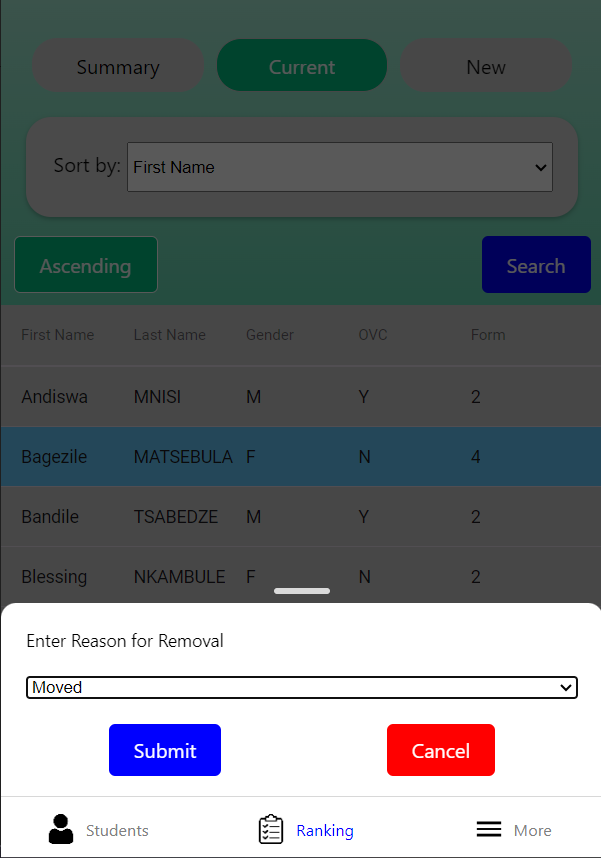 Summary Current New
Sort by: First Name
Ascending Search
First Name Last Name Gender OVC Form
Andiswa MNISI M Y 2
Bagezile MATSEBULA F N 4
Bandile TSABEDZE M Y 2
Blessing NKAMBULE F N 2
Enter Reason for Removal
Moved
Submit Cancel
Students Ranking More